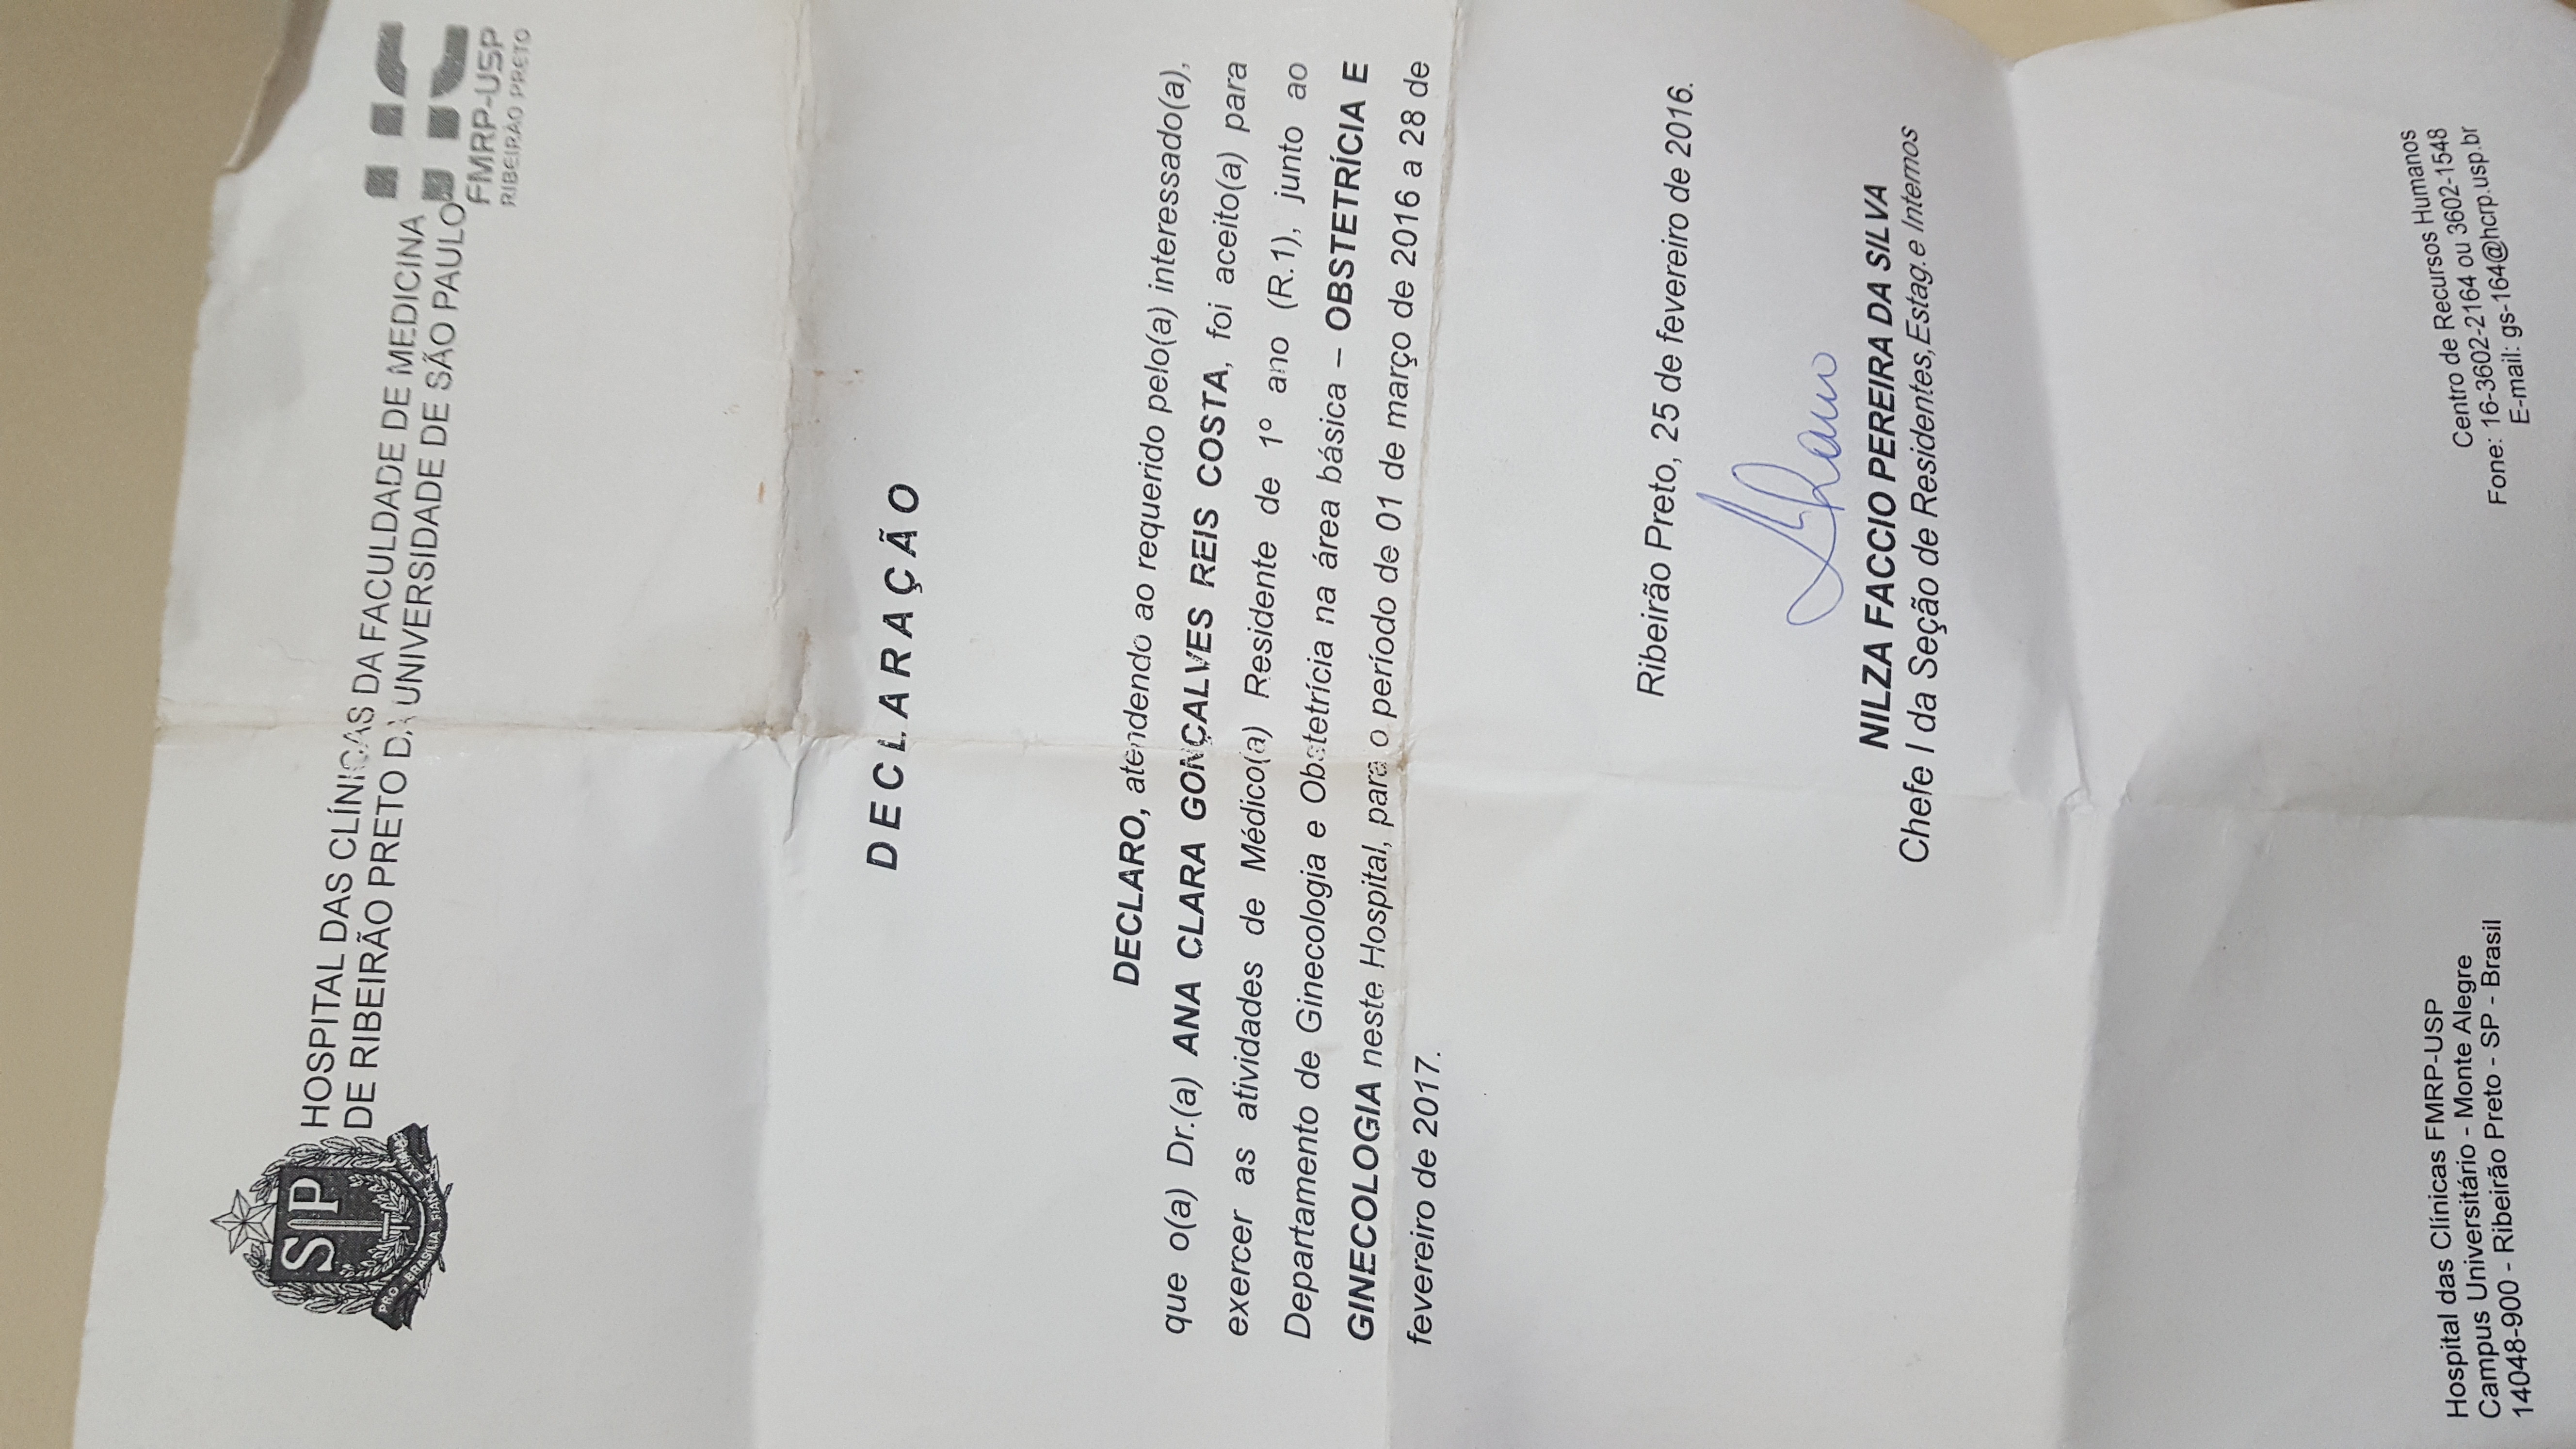 HOSPITAL DAS CLÍNICAS DA FACULDADE DE MEDICINA
DE RIBEIRÃO PRETO DA UNIVERSIDADE DE SÃO PAULO
FMRP-USP
RIBEIRÃO PRETO
SP
PRO BRASILIA FIANT EXIMIA
DECLARAÇÃO
DECLARO, atendendo ao requerido pelo(a) interessado(a),
que o(a) Dr.(a) ANA CLARA GONÇALVES REIS COSTA, foi aceito(a) para
exercer as atividades de Médico(a) Residente de 1º ano (R.1), junto ao
Departamento de Ginecologia e Obstetrícia na área básica – OBSTETRÍCIA E
GINECOLOGIA neste Hospital, para o período de 01 de março de 2016 a 28 de
fevereiro de 2017.
Ribeirão Preto, 25 de fevereiro de 2016.
NILZA FACCIO PEREIRA DA SILVA
Chefe I da Seção de Residentes,Estag.e Internos
Hospital das Clínicas FMRP-USP
Campus Universitário - Monte Alegre
14048-900 - Ribeirão Preto - SP - Brasil
Centro de Recursos Humanos
Fone: 16-3602-2164 ou 3602-1548
E-mail: gs-164@hcrp.usp.br